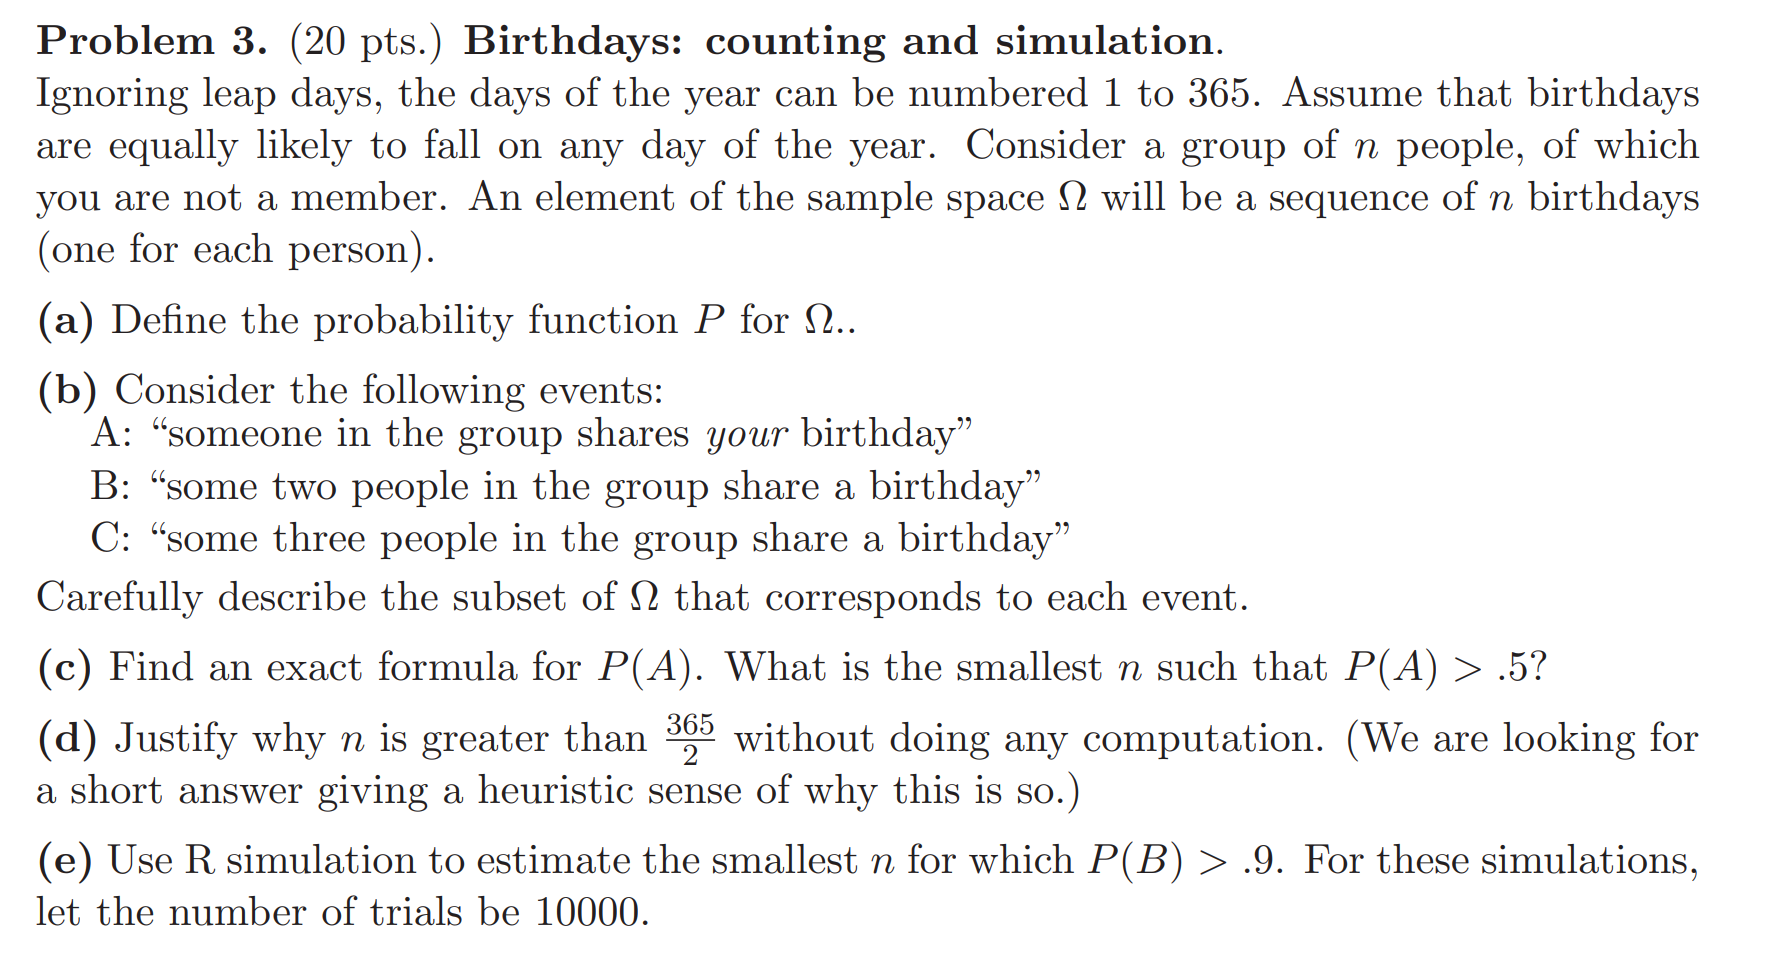 Problem 3. (20 pts.) Birthdays: counting and simulation.
Ignoring leap days, the days of the year can be numbered 1 to 365. Assume that birthdays
are equally likely to fall on any day of the year. Consider a group of n people, of which
you are not a member. An element of the sample space Ω will be a sequence of n birthdays
(one for each person).
(a) Define the probability function P for Ω..
(b) Consider the following events:
A: “someone in the group shares your birthday”
B: “some two people in the group share a birthday”
C: “some three people in the group share a birthday”
Carefully describe the subset of Ω that corresponds to each event.
(c) Find an exact formula for P(A). What is the smallest n such that P(A) > .5?
(d) Justify why n is greater than 365/2 without doing any computation. (We are looking for
a short answer giving a heuristic sense of why this is so.)
(e) Use R simulation to estimate the smallest n for which P(B) > .9. For these simulations,
let the number of trials be 10000.